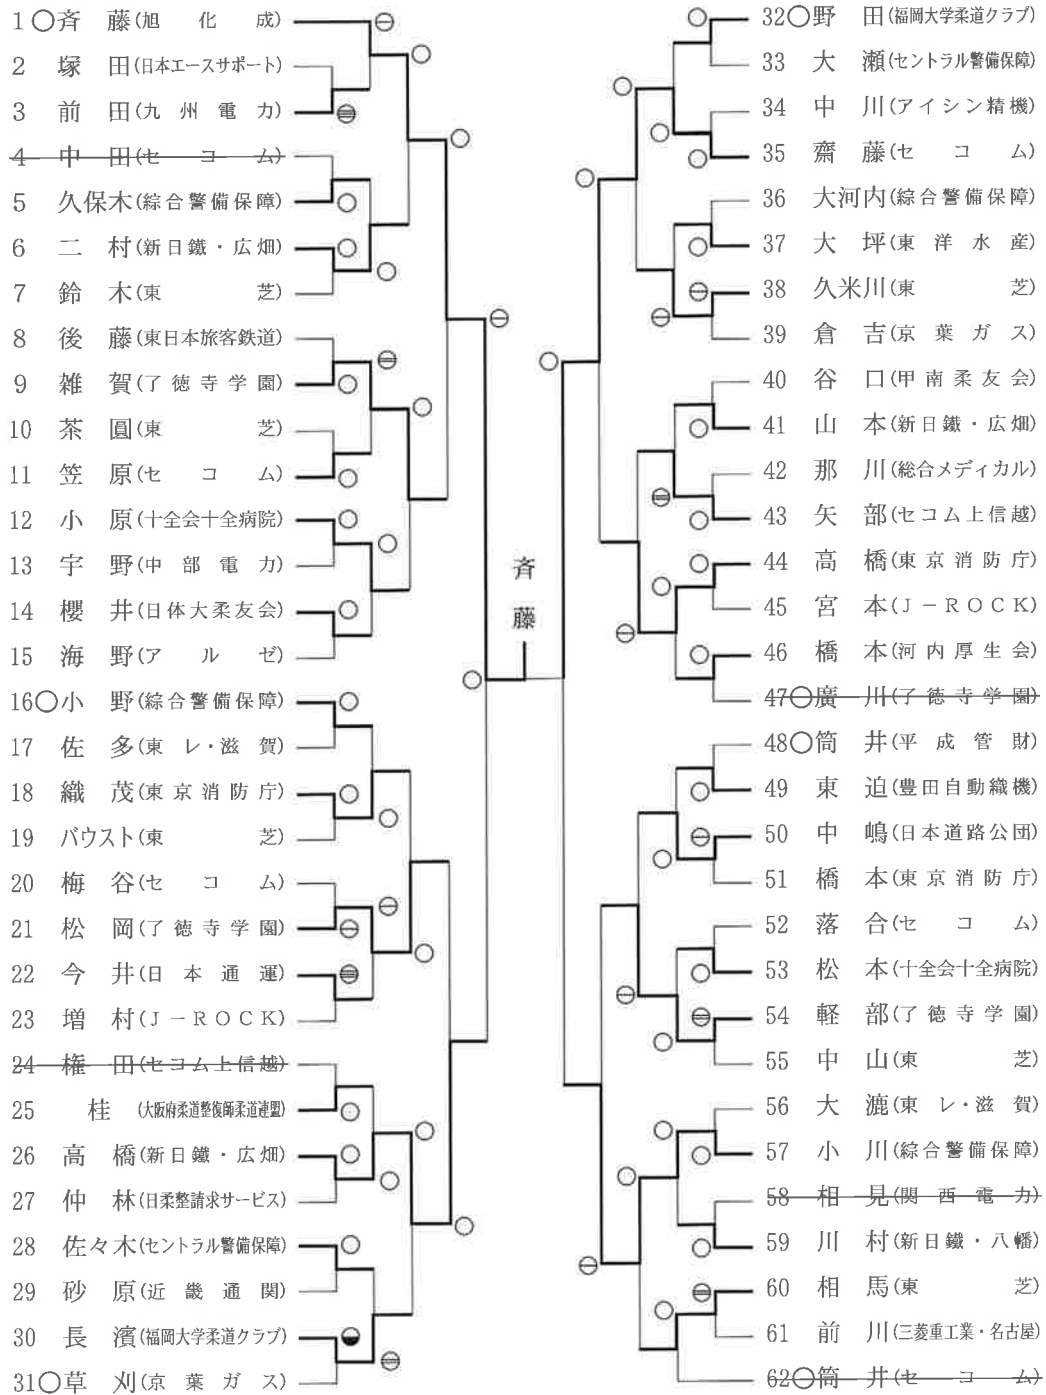 1○斉 藤(旭 化 成)
2 塚 田(日本エースサポート)
3 前 田(九 州 電 力)
4 中 田(セ コ ム)
5 久保木(綜合警備保障)
6 二 村(新日鐵・広畑)
7 鈴 木(東 芝)
8 後 藤(東日本旅客鉄道)
9 雑 賀(了徳寺学園)
10 茶 圓(東 芝)
11 笠 原(セ コ ム)
12 小 原(十全会十全病院)
13 宇 野(中 部 電 力)
14 櫻 井(日体大柔友会)
15 海 野(ア ル ゼ)
16○小 野(綜合警備保障)
17 佐 多(東 レ・滋 賀)
18 織 茂(東京消防庁)
19 バウスト(東 芝)
20 梅 谷(セ コ ム)
21 松 岡(了徳寺学園)
22 今 井(日 本 通 運)
23 増 村(J-ROCK)
24 権 田(セコム上信越)
25 桂 (大阪府柔道整復師柔道連盟)
26 高 橋(新日鐵・広畑)
27 仲 林(日柔整請求サービス)
28 佐々木(セントラル警備保障)
29 砂 原(近 畿 通 関)
30 長 濱(福岡大学柔道クラブ)
31○草 刈(京 葉 ガ ス)
斉藤
32○野 田(福岡大学柔道クラブ)
33 大 瀬(セントラル警備保障)
34 中 川(アイシン精機)
35 齋 藤(セ コ ム)
36 大河内(綜合警備保障)
37 大 坪(東 洋 水 産)
38 久米川(東 芝)
39 倉 吉(京 葉 ガ ス)
40 谷 口(甲南柔友会)
41 山 本(新日鐵・広畑)
42 那 川(総合メディカル)
43 矢 部(セコム上信越)
44 高 橋(東京消防庁)
45 宮 本(J-ROCK)
46 橋 本(河内厚生会)
47○廣 川(了徳寺学園)
48○筒 井(平 成 管 財)
49 東 迫(豊田自動織機)
50 中 嶋(日本道路公団)
51 橋 本(東京消防庁)
52 落 合(セ コ ム)
53 松 本(十全会十全病院)
54 軽 部(了徳寺学園)
55 中 山(東 芝)
56 大 漉(東 レ・滋 賀)
57 小 川(綜合警備保障)
58 相 見(関 西 電 力)
59 川 村(新日鐵・八幡)
60 相 馬(東 芝)
61 前 川(三菱重工業・名古屋)
62○筒 井(セ コ ム)